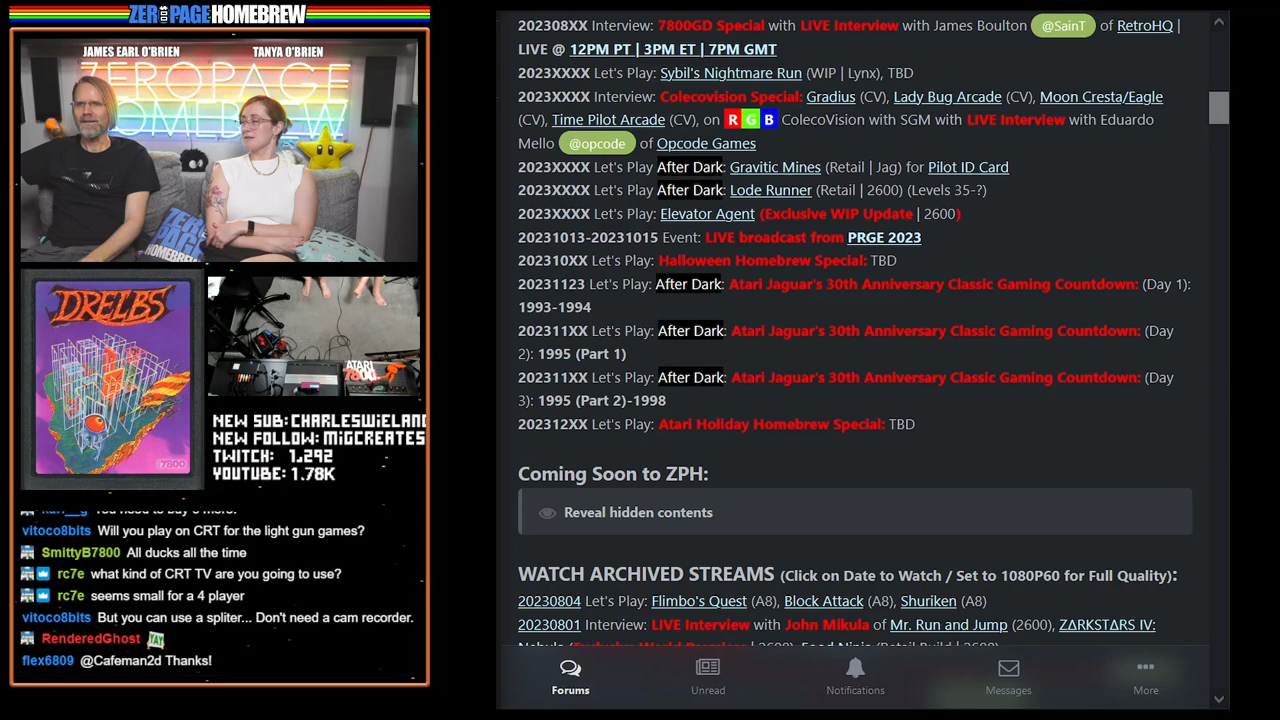 ZEROPAGE HOMEBREW
JAMES EARL O'BRIEN
TANYA O'BRIEN
ZEROPAGE
HOMEBREW
ZEROPAGE
HOMEBREW
DRELBS
7800
ATARI
7800
NEW SUB:CHARLESWIELAND
NEW FOLLOW:MIGCREATES
TWITCH: 1,292
YOUTUBE: 1.78K
vitoco8bits Will you play on CRT for the light gun games?
SmittyB7800 All ducks all the time
rc7e what kind of CRT TV are you going to use?
rc7e seems small for a 4 player
vitoco8bits But you can use a spliter... Don't need a cam recorder.
RenderedGhost YAY
flex6809 @Cafeman2d Thanks!
202308XX Interview: 7800GD Special with LIVE Interview with James Boulton @SainT of RetroHQ |
LIVE @ 12PM PT | 3PM ET | 7PM GMT
2023XXXX Let's Play: Sybil's Nightmare Run (WIP | Lynx), TBD
2023XXXX Interview: Colecovision Special: Gradius (CV), Lady Bug Arcade (CV), Moon Cresta/Eagle
(CV), Time Pilot Arcade (CV), on R G B ColecoVision with SGM with LIVE Interview with Eduardo
Mello @opcode of Opcode Games
2023XXXX Let's Play After Dark: Gravitic Mines (Retail | Jag) for Pilot ID Card
2023XXXX Let's Play After Dark: Lode Runner (Retail | 2600) (Levels 35-?)
2023XXXX Let's Play: Elevator Agent (Exclusive WIP Update | 2600)
20231013-20231015 Event: LIVE broadcast from PRGE 2023
202310XX Let's Play: Halloween Homebrew Special: TBD
20231123 Let's Play: After Dark: Atari Jaguar's 30th Anniversary Classic Gaming Countdown: (Day 1):
1993-1994
202311XX Let's Play: After Dark: Atari Jaguar's 30th Anniversary Classic Gaming Countdown: (Day
2): 1995 (Part 1)
202311XX Let's Play: After Dark: Atari Jaguar's 30th Anniversary Classic Gaming Countdown: (Day
3): 1995 (Part 2)-1998
202312XX Let's Play: Atari Holiday Homebrew Special: TBD
Coming Soon to ZPH:
Reveal hidden contents
WATCH ARCHIVED STREAMS (Click on Date to Watch / Set to 1080P60 for Full Quality):
20230804 Let's Play: Flimbo's Quest (A8), Block Attack (A8), Shuriken (A8)
20230801 Interview: LIVE Interview with John Mikula of Mr. Run and Jump (2600), ZΔRKSTΔRS IV:
Forums
Unread
Notifications
Messages
More